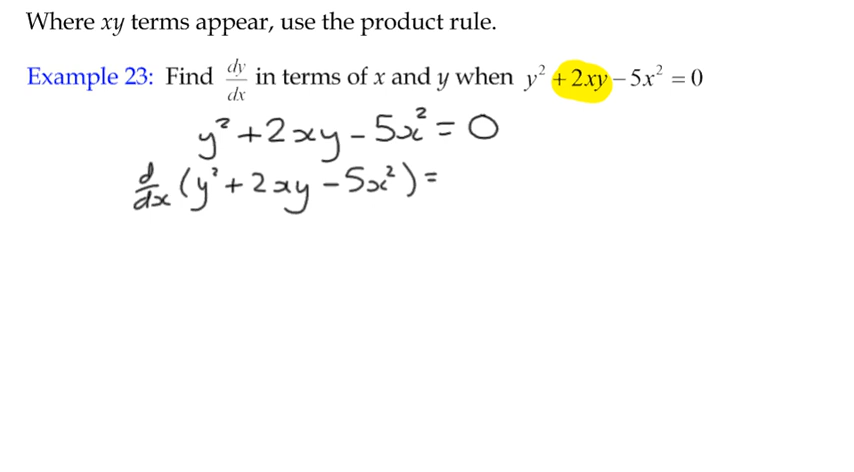 Where xy terms appear, use the product rule.
Example 23: Find dy/dx in terms of x and y when y² + 2xy − 5x² = 0
y² + 2xy − 5x² = 0
d/dx (y² + 2xy − 5x²) =